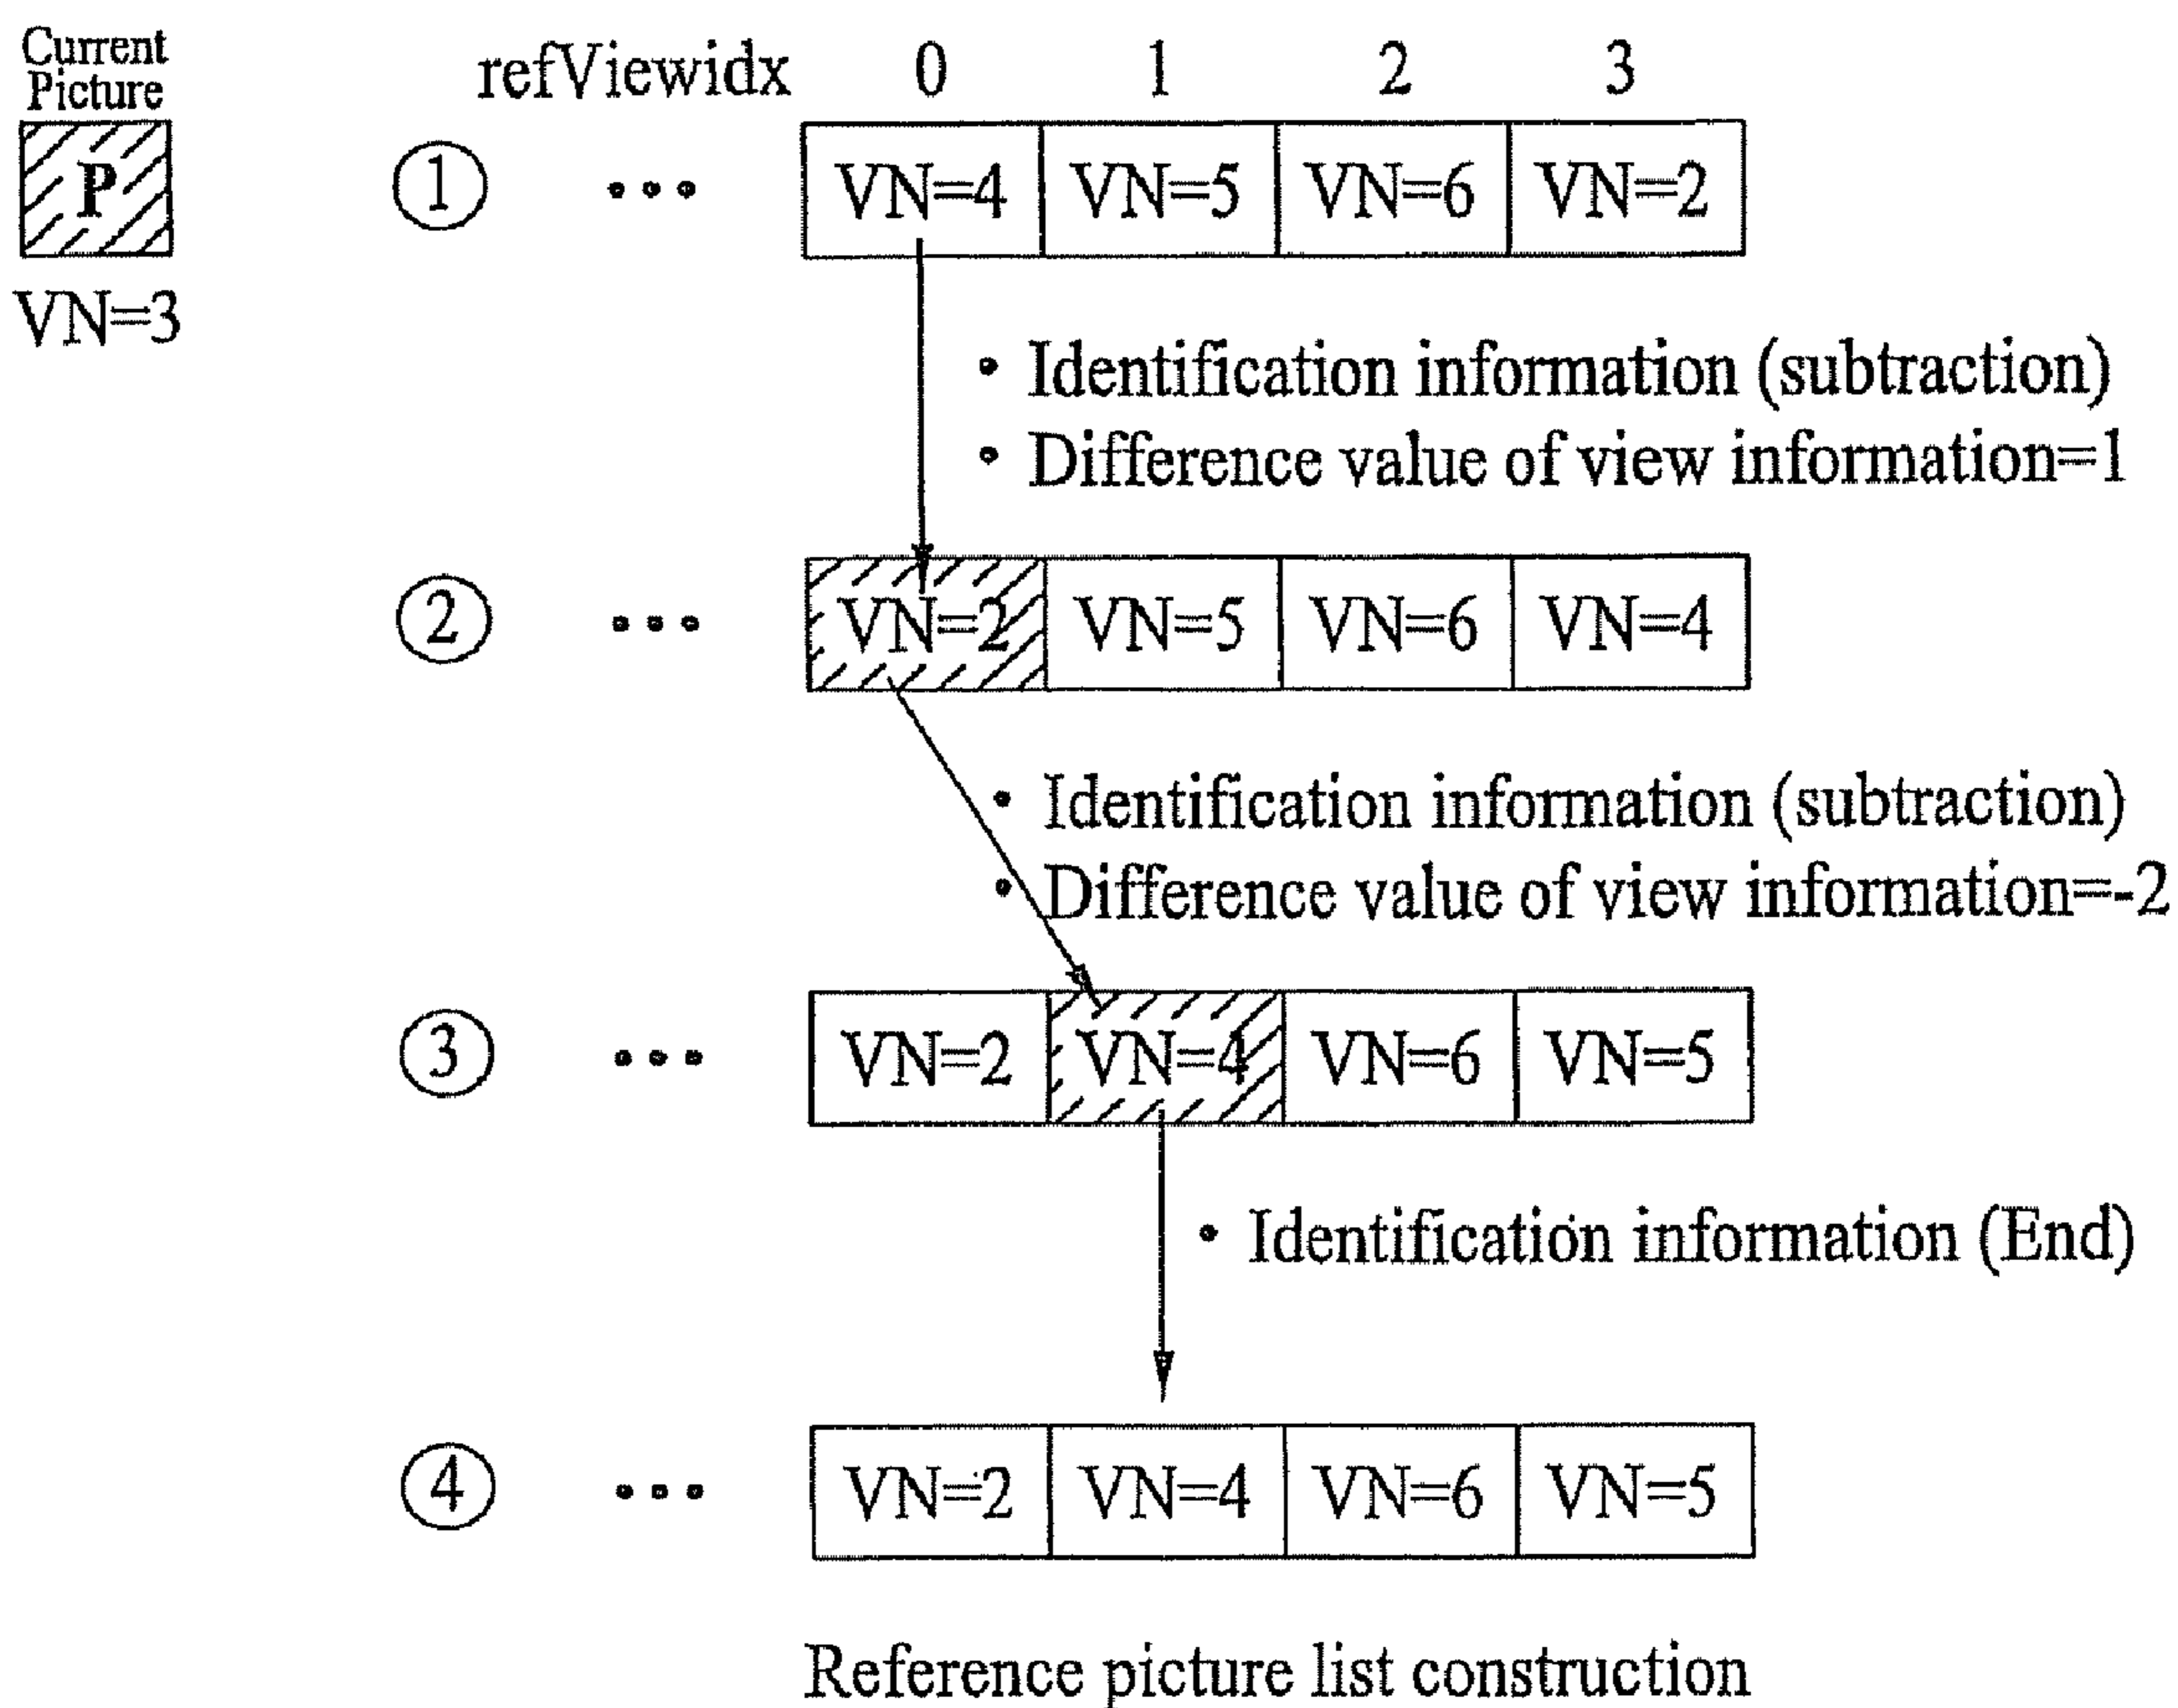 Current
Picture
P
VN=3
refViewidx 0 1 2 3
① ••• VN=4 VN=5 VN=6 VN=2
• Identification information (subtraction)
• Difference value of view information=1
② ••• VN=2 VN=5 VN=6 VN=4
• Identification information (subtraction)
• Difference value of view information=-2
③ ••• VN=2 VN=4 VN=6 VN=5
• Identification information (End)
④ ••• VN=2 VN=4 VN=6 VN=5
Reference picture list construction